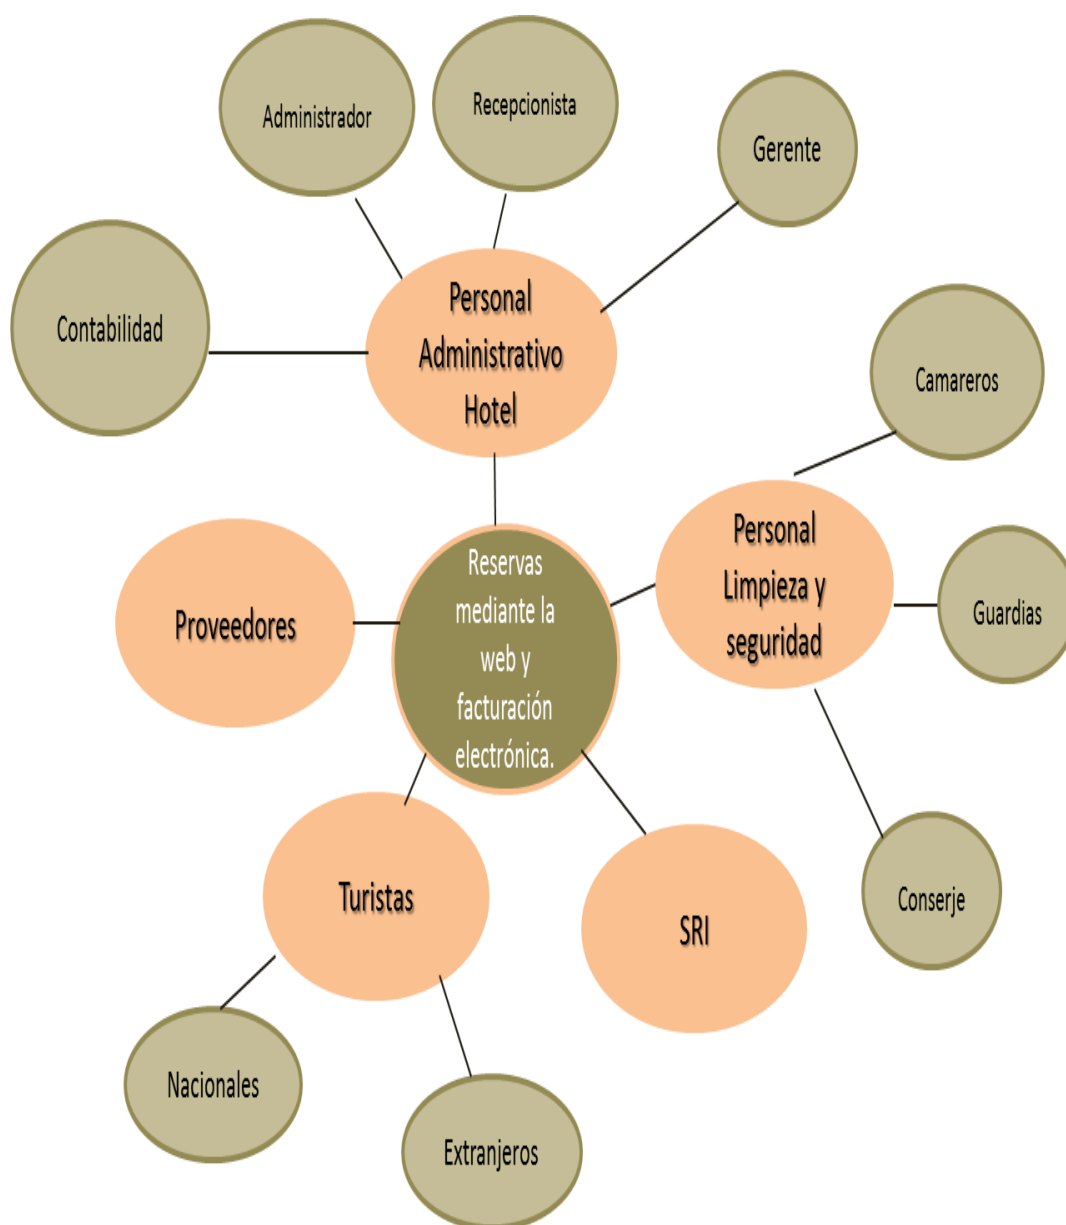 Administrador
Recepcionista
Gerente
Contabilidad
Personal
Administrativo
Hotel
Camareros
Personal
Limpieza y
seguridad
Guardias
Reservas
mediante la
web y
facturación
electrónica.
Proveedores
Turistas
SRI
Conserje
Nacionales
Extranjeros